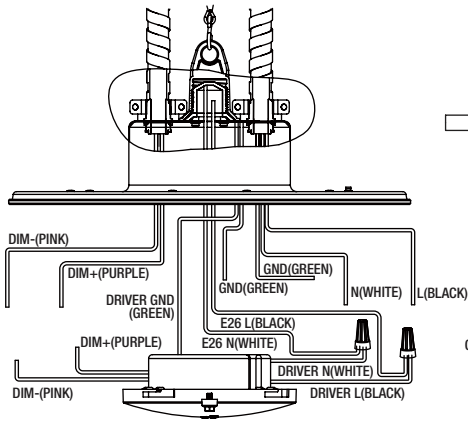 DIM-(PINK)
DIM+(PURPLE)
DRIVER GND
(GREEN)
GND(GREEN)
GND(GREEN)
N(WHITE)
L(BLACK)
E26 L(BLACK)
E26 N(WHITE)
DIM+(PURPLE)
DIM-(PINK)
DRIVER N(WHITE)
DRIVER L(BLACK)